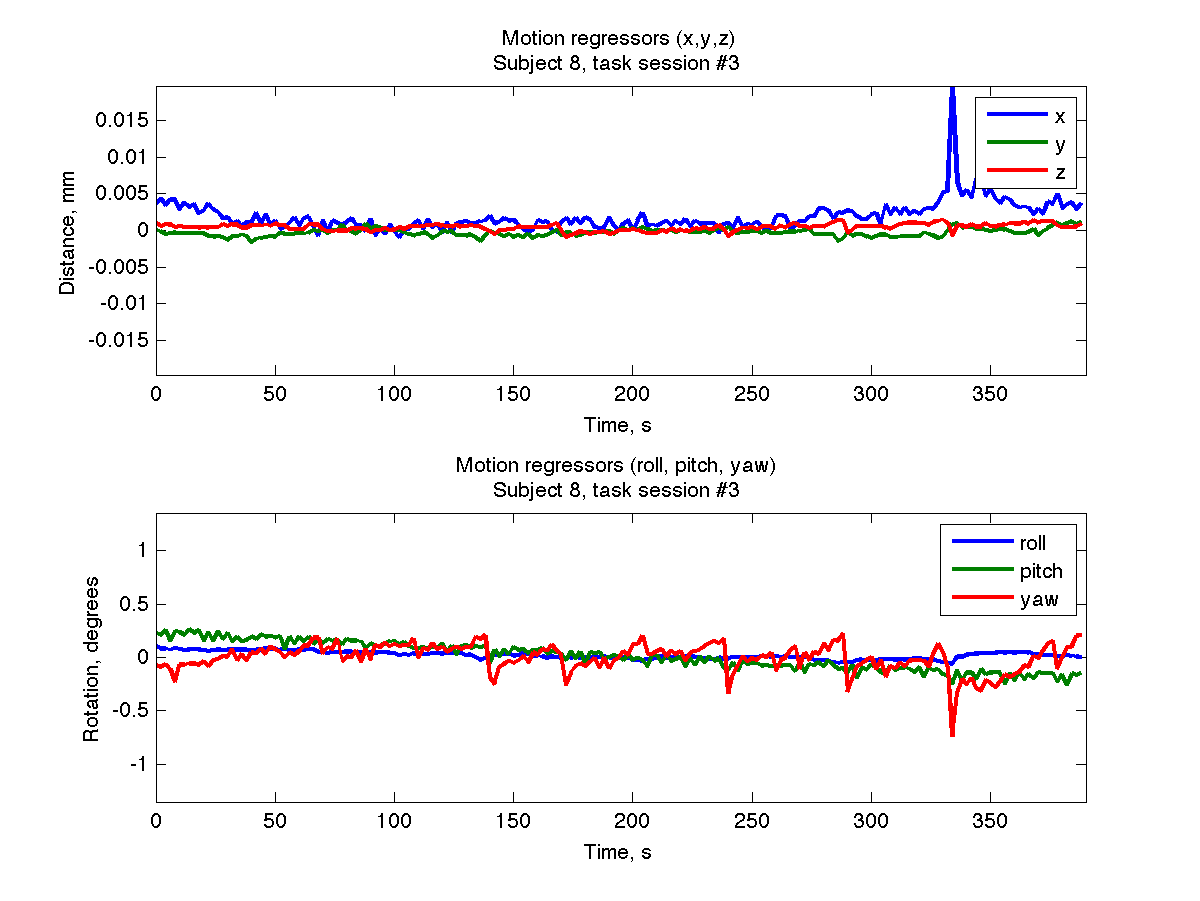 Motion regressors (x,y,z)
Subject 8, task session #3
0.015
0.01
0.005
0
-0.005
-0.01
-0.015
Distance, mm
x
y
z
0 50 100 150 200 250 300 350
Time, s
Motion regressors (roll, pitch, yaw)
Subject 8, task session #3
1
0.5
0
-0.5
-1
Rotation, degrees
roll
pitch
yaw
0 50 100 150 200 250 300 350
Time, s